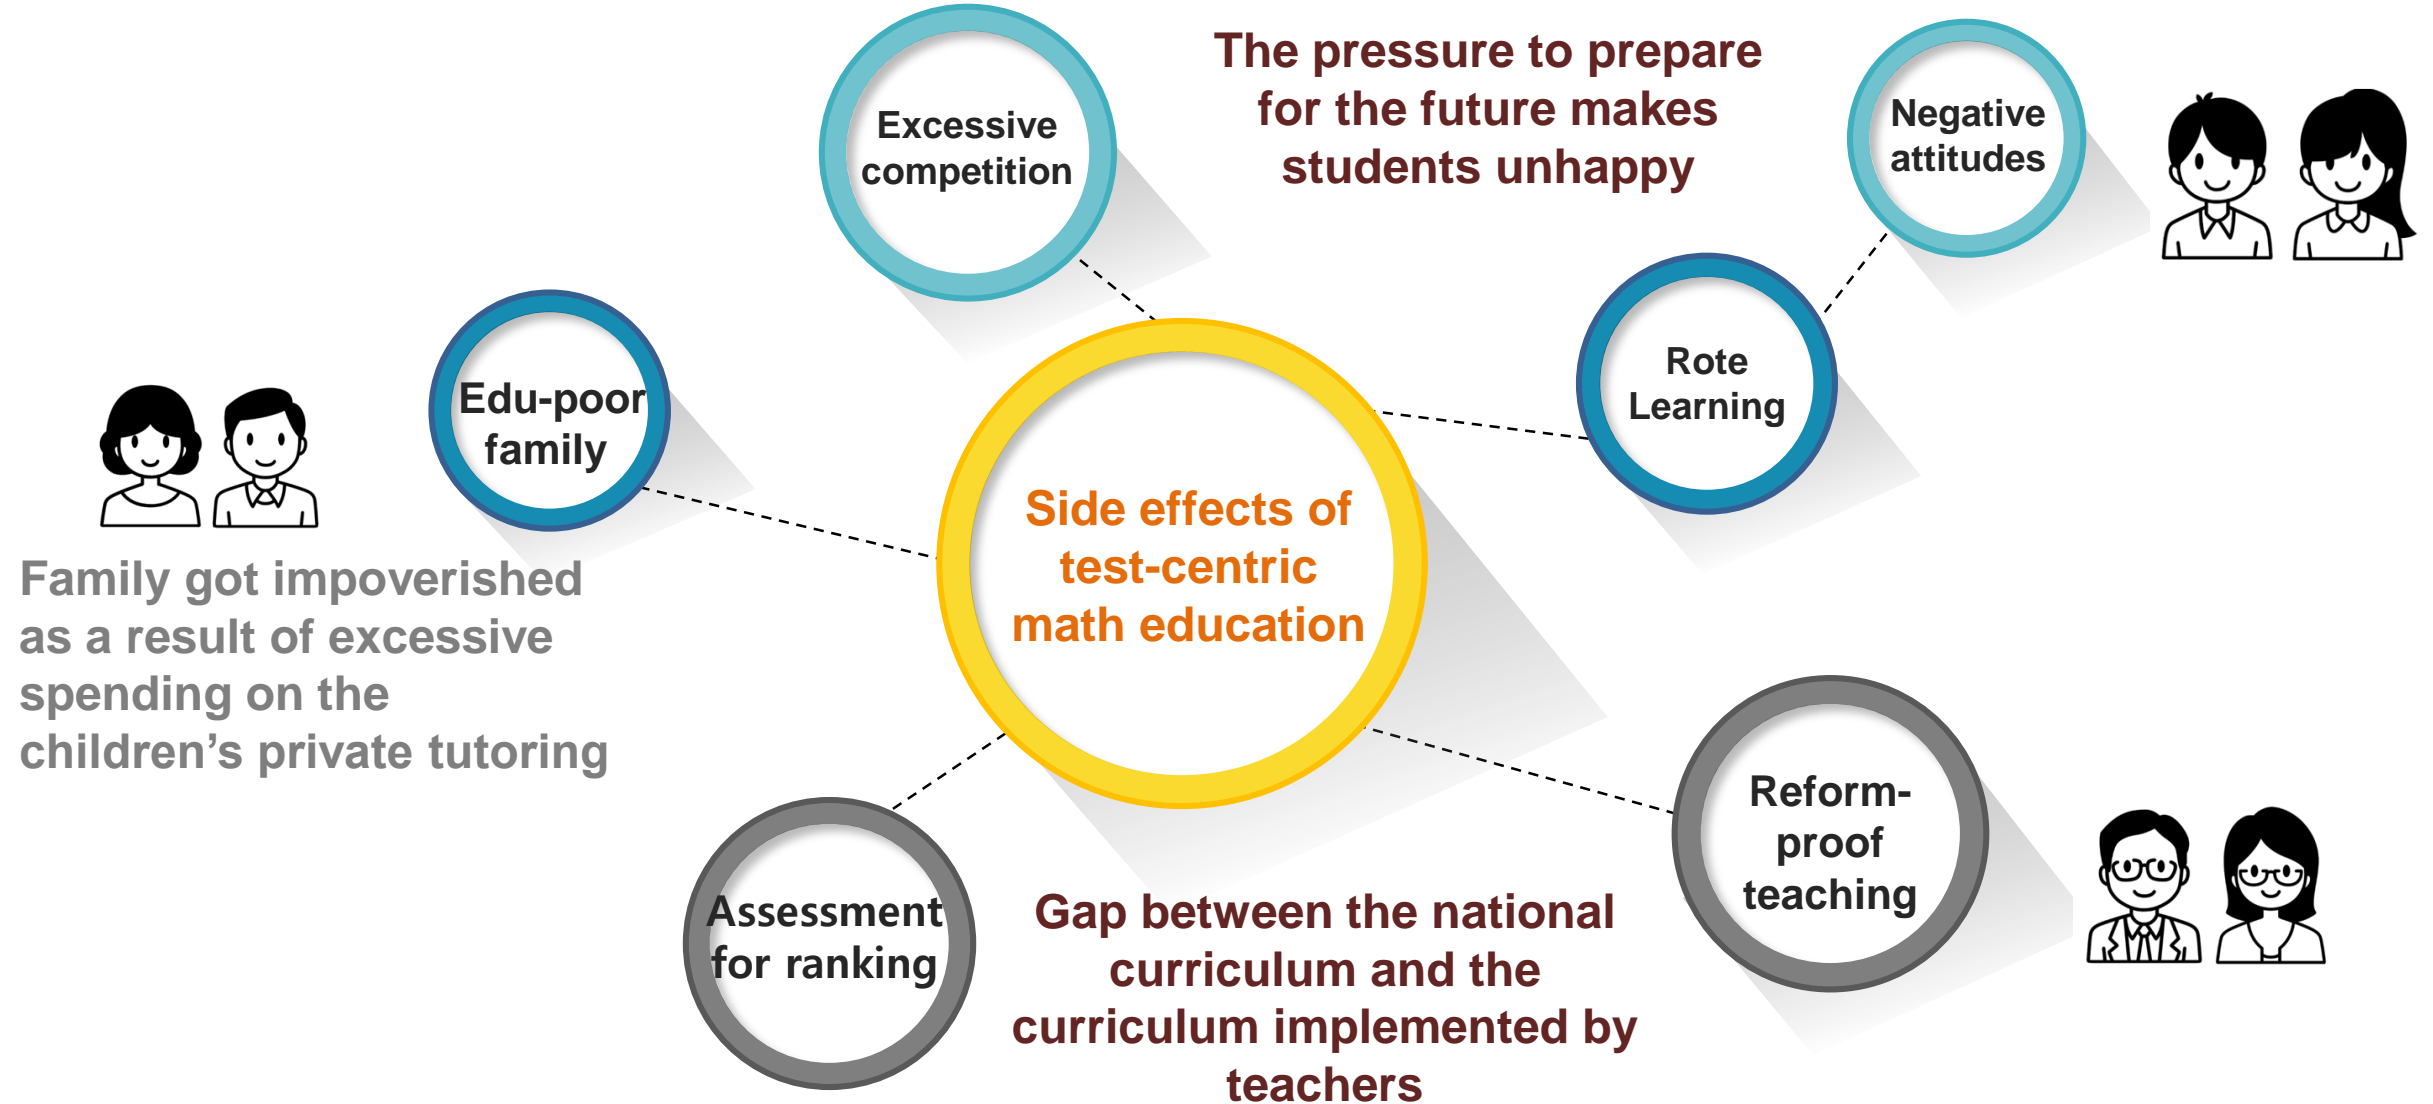 Excessive
competition
The pressure to prepare
for the future makes
students unhappy
Negative
attitudes
Edu-poor
family
Rote
Learning
Side effects of
test-centric
math education
Family got impoverished
as a result of excessive
spending on the
children’s private tutoring
Assessment
for ranking
Gap between the national
curriculum and the
curriculum implemented by
teachers
Reform-
proof
teaching